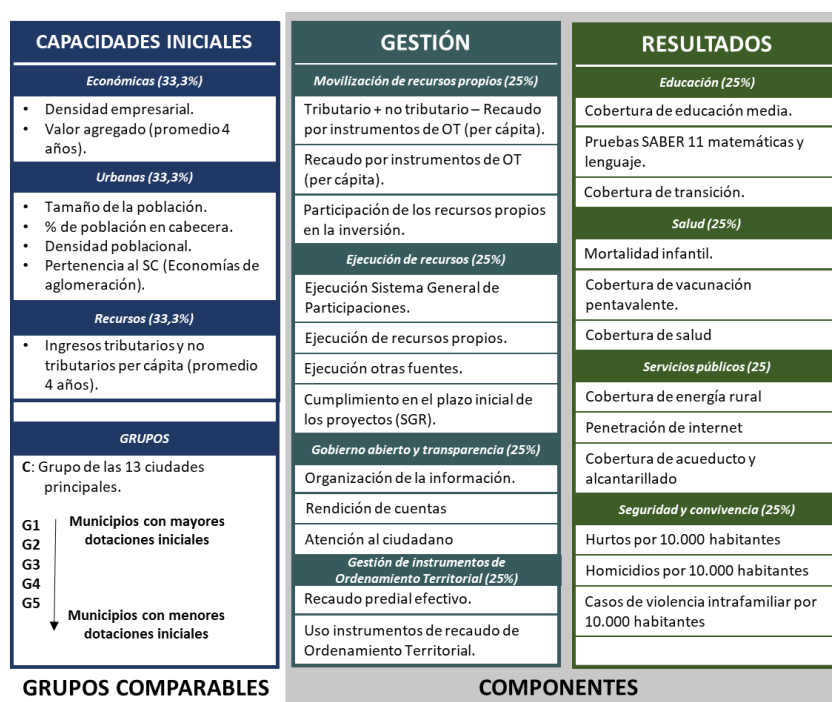 CAPACIDADES INICIALES
Económicas (33,3%)
• Densidad empresarial.
• Valor agregado (promedio 4
años).
Urbanas (33,3%)
• Tamaño de la población.
• % de población en cabecera.
• Densidad poblacional.
• Pertenencia al SC (Economías de
aglomeración).
Recursos (33,3%)
• Ingresos tributarios y no
tributarios per cápita (promedio
4 años).
GRUPOS
C: Grupo de las 13 ciudades
principales.
G1
G2
G3
G4
G5
Municipios con mayores
dotaciones iniciales
Municipios con menores
dotaciones iniciales
GRUPOS COMPARABLES
GESTIÓN
Movilización de recursos propios (25%)
Tributario + no tributario – Recaudo
por instrumentos de OT (per cápita).
Recaudo por instrumentos de OT
(per cápita).
Participación de los recursos propios
en la inversión.
Ejecución de recursos (25%)
Ejecución Sistema General de
Participaciones.
Ejecución de recursos propios.
Ejecución otras fuentes.
Cumplimiento en el plazo inicial de
los proyectos (SGR).
Gobierno abierto y transparencia (25%)
Organización de la información.
Rendición de cuentas
Atención al ciudadano
Gestión de instrumentos de
Ordenamiento Territorial (25%)
Recaudo predial efectivo.
Uso instrumentos de recaudo de
Ordenamiento Territorial.
RESULTADOS
Educación (25%)
Cobertura de educación media.
Pruebas SABER 11 matemáticas y
lenguaje.
Cobertura de transición.
Salud (25%)
Mortalidad infantil.
Cobertura de vacunación
pentavalente.
Cobertura de salud
Servicios públicos (25)
Cobertura de energía rural
Penetración de internet
Cobertura de acueducto y
alcantarillado
Seguridad y convivencia (25%)
Hurtos por 10.000 habitantes
Homicidios por 10.000 habitantes
Casos de violencia intrafamiliar por
10.000 habitantes
COMPONENTES